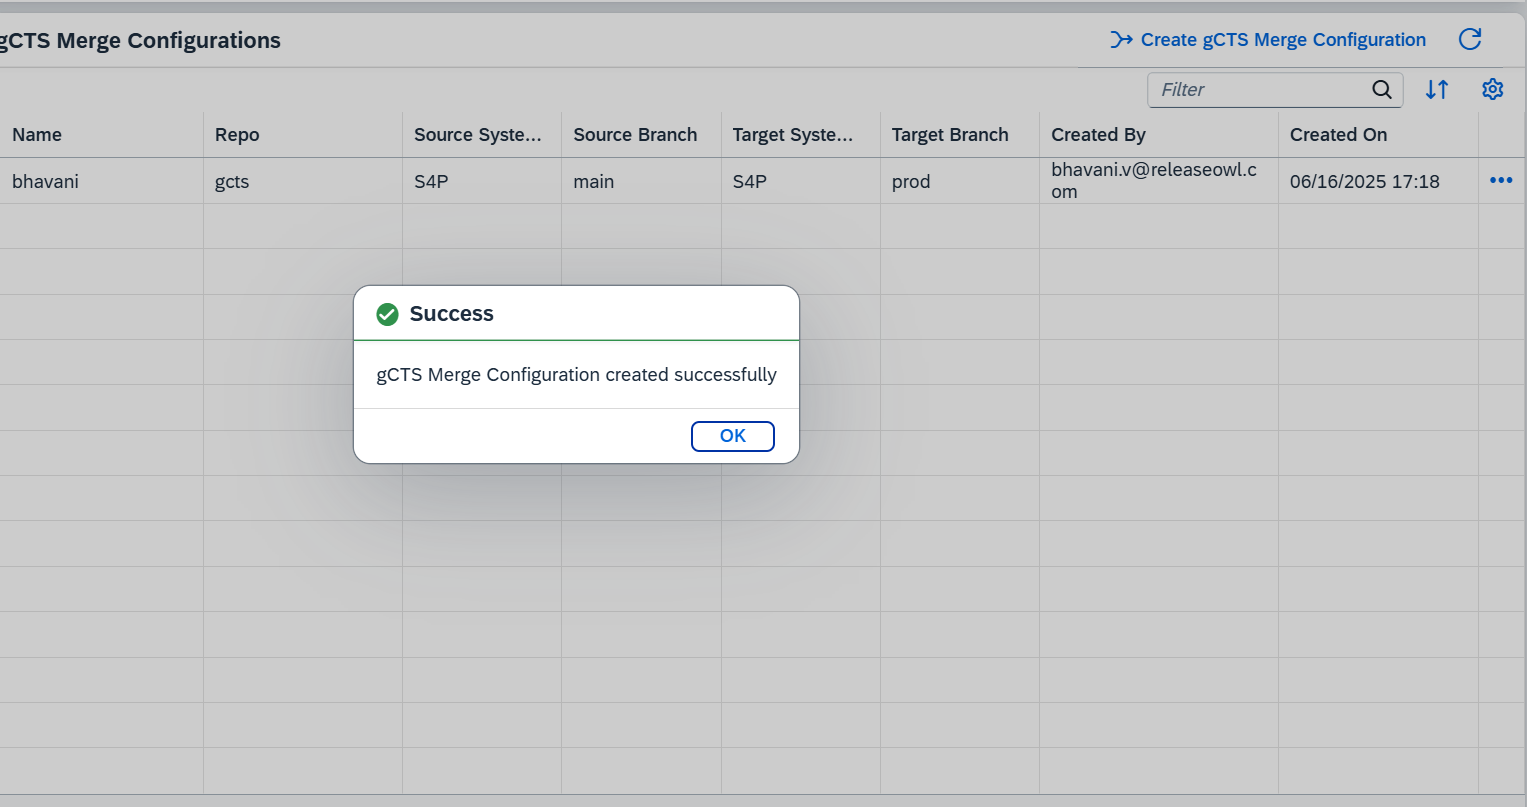 gCTS Merge Configurations
Create gCTS Merge Configuration
Filter
Name Repo Source Syste... Source Branch Target Syste... Target Branch Created By Created On
bhavani gcts S4P main S4P prod bhavani.v@releaseowl.c
om 06/16/2025 17:18
Success
gCTS Merge Configuration created successfully
OK